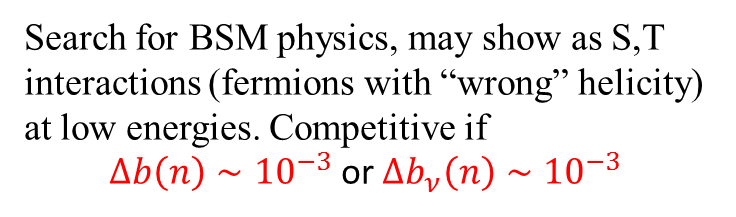 Search for BSM physics, may show as S,T
interactions (fermions with “wrong” helicity)
at low energies. Competitive if
Δb(n) ~ 10⁻³ or Δbᵥ(n) ~ 10⁻³